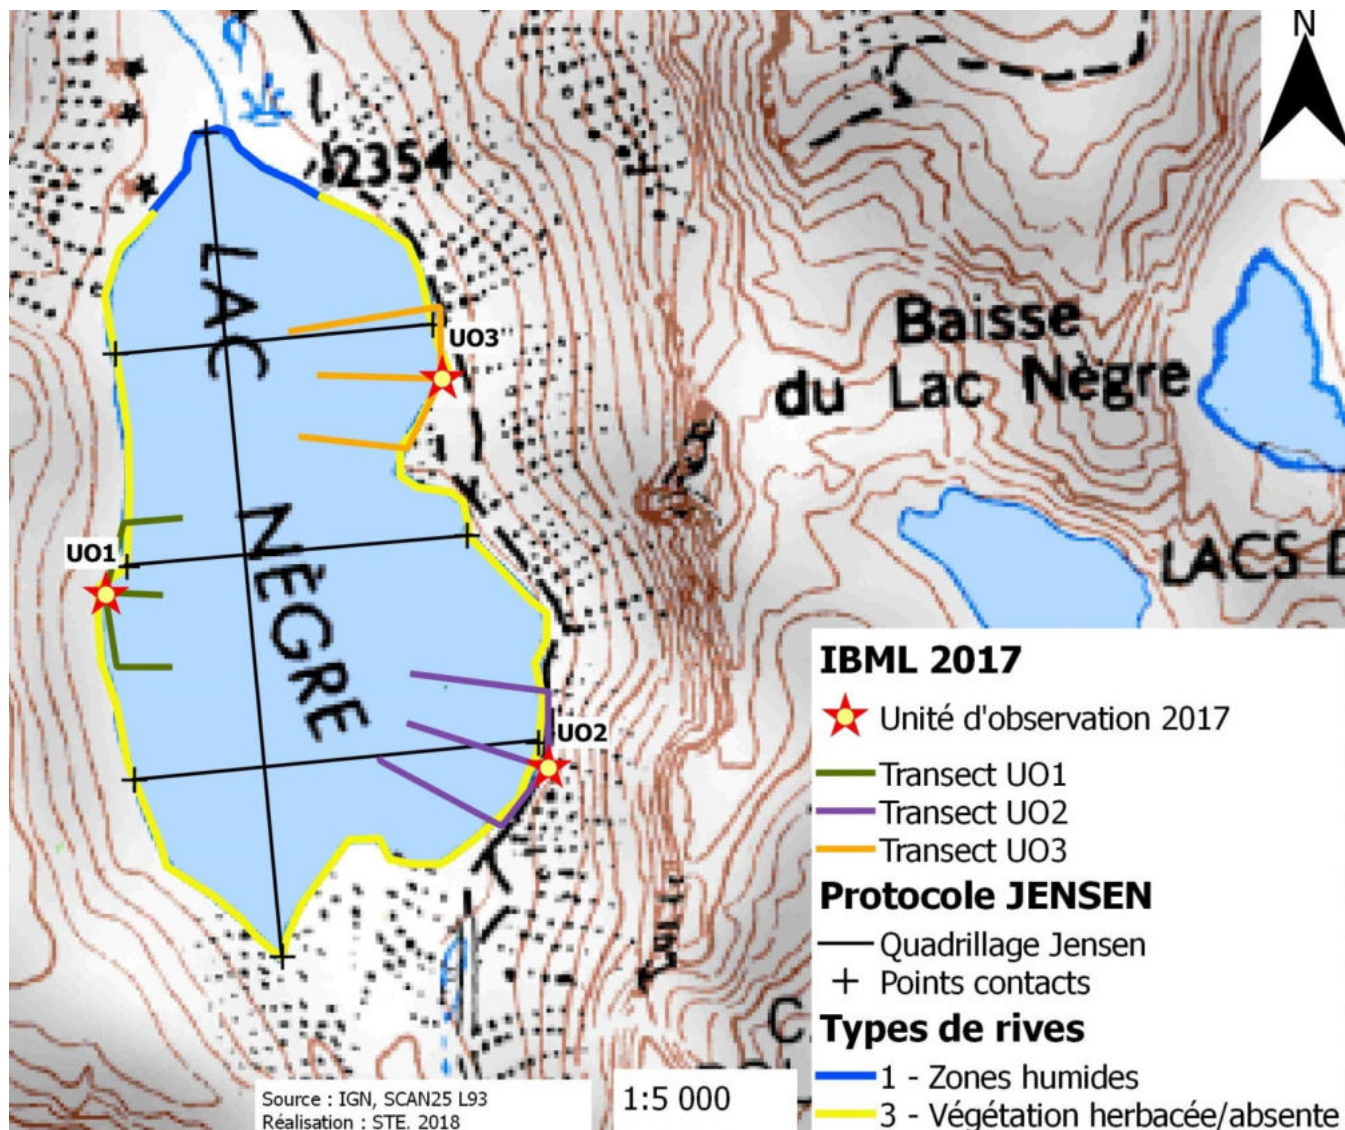 N
2354
LAC
NÈGRE
UO3
UO1
UO2
Baisse
du Lac Nègre
LACS D
IBML 2017
Unité d'observation 2017
Transect UO1
Transect UO2
Transect UO3
Protocole JENSEN
Quadrillage Jensen
Points contacts
Types de rives
1 - Zones humides
3 - Végétation herbacée/absente
Source : IGN, SCAN25 L93
Réalisation : STE. 2018
1:5 000